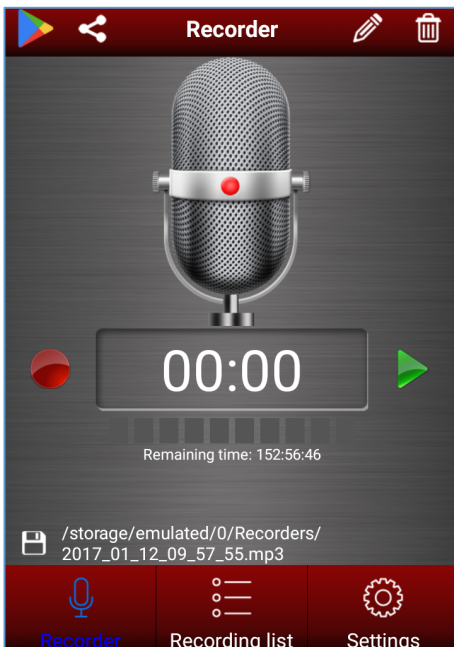 Recorder
00:00
Remaining time: 152:56:46
/storage/emulated/0/Recorders/
2017_01_12_09_57_55.mp3
Recorder
Recording list
Settings